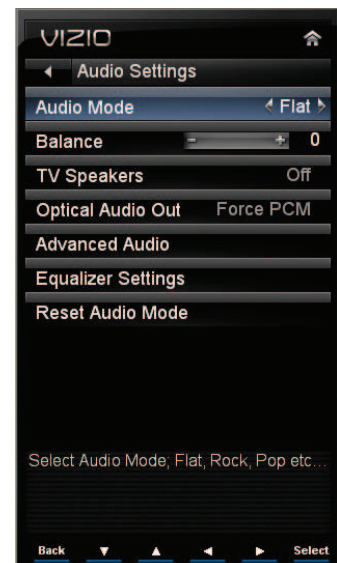 VIZIO
Audio Settings
Audio Mode Flat
Balance - + 0
TV Speakers Off
Optical Audio Out Force PCM
Advanced Audio
Equalizer Settings
Reset Audio Mode
Select Audio Mode; Flat, Rock, Pop etc...
Back Select